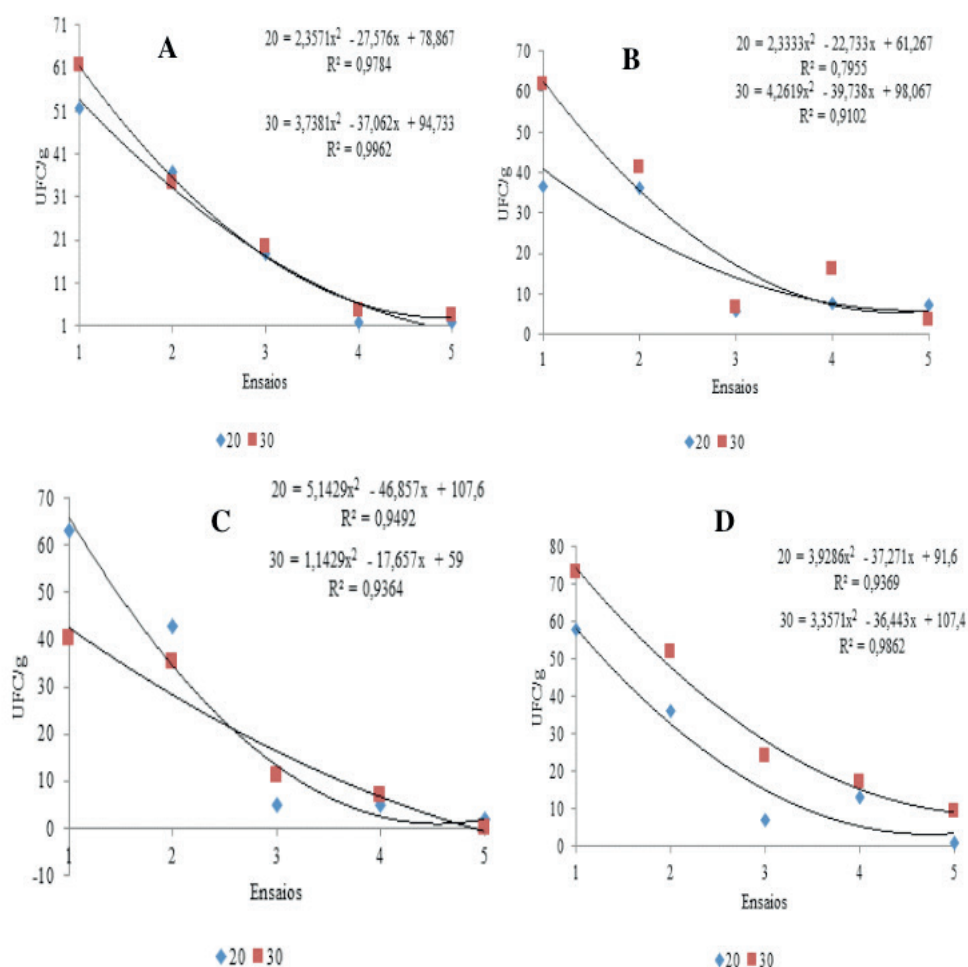 A
20 = 2,3571x² - 27,576x + 78,867
R² = 0,9784
30 = 3,7381x² - 37,062x + 94,733
R² = 0,9962
UFC/g
71
61
51
41
31
21
11
1
1 2 3 4 5
Ensaios
20 30
B
20 = 2,3333x² - 22,733x + 61,267
R² = 0,7955
30 = 4,2619x² - 39,738x + 98,067
R² = 0,9102
UFC/g
70
60
50
40
30
20
10
0
1 2 3 4 5
Ensaios
20 30
C
20 = 5,1429x² - 46,857x + 107,6
R² = 0,9492
30 = 1,1429x² - 17,657x + 59
R² = 0,9364
UFC/g
70
60
50
40
30
20
10
0
-10
1 2 3 4 5
Ensaios
20 30
D
20 = 3,9286x² - 37,271x + 91,6
R² = 0,9369
30 = 3,3571x² - 36,443x + 107,4
R² = 0,9862
UFC/g
80
70
60
50
40
30
20
10
0
1 2 3 4 5
Ensaios
20 30